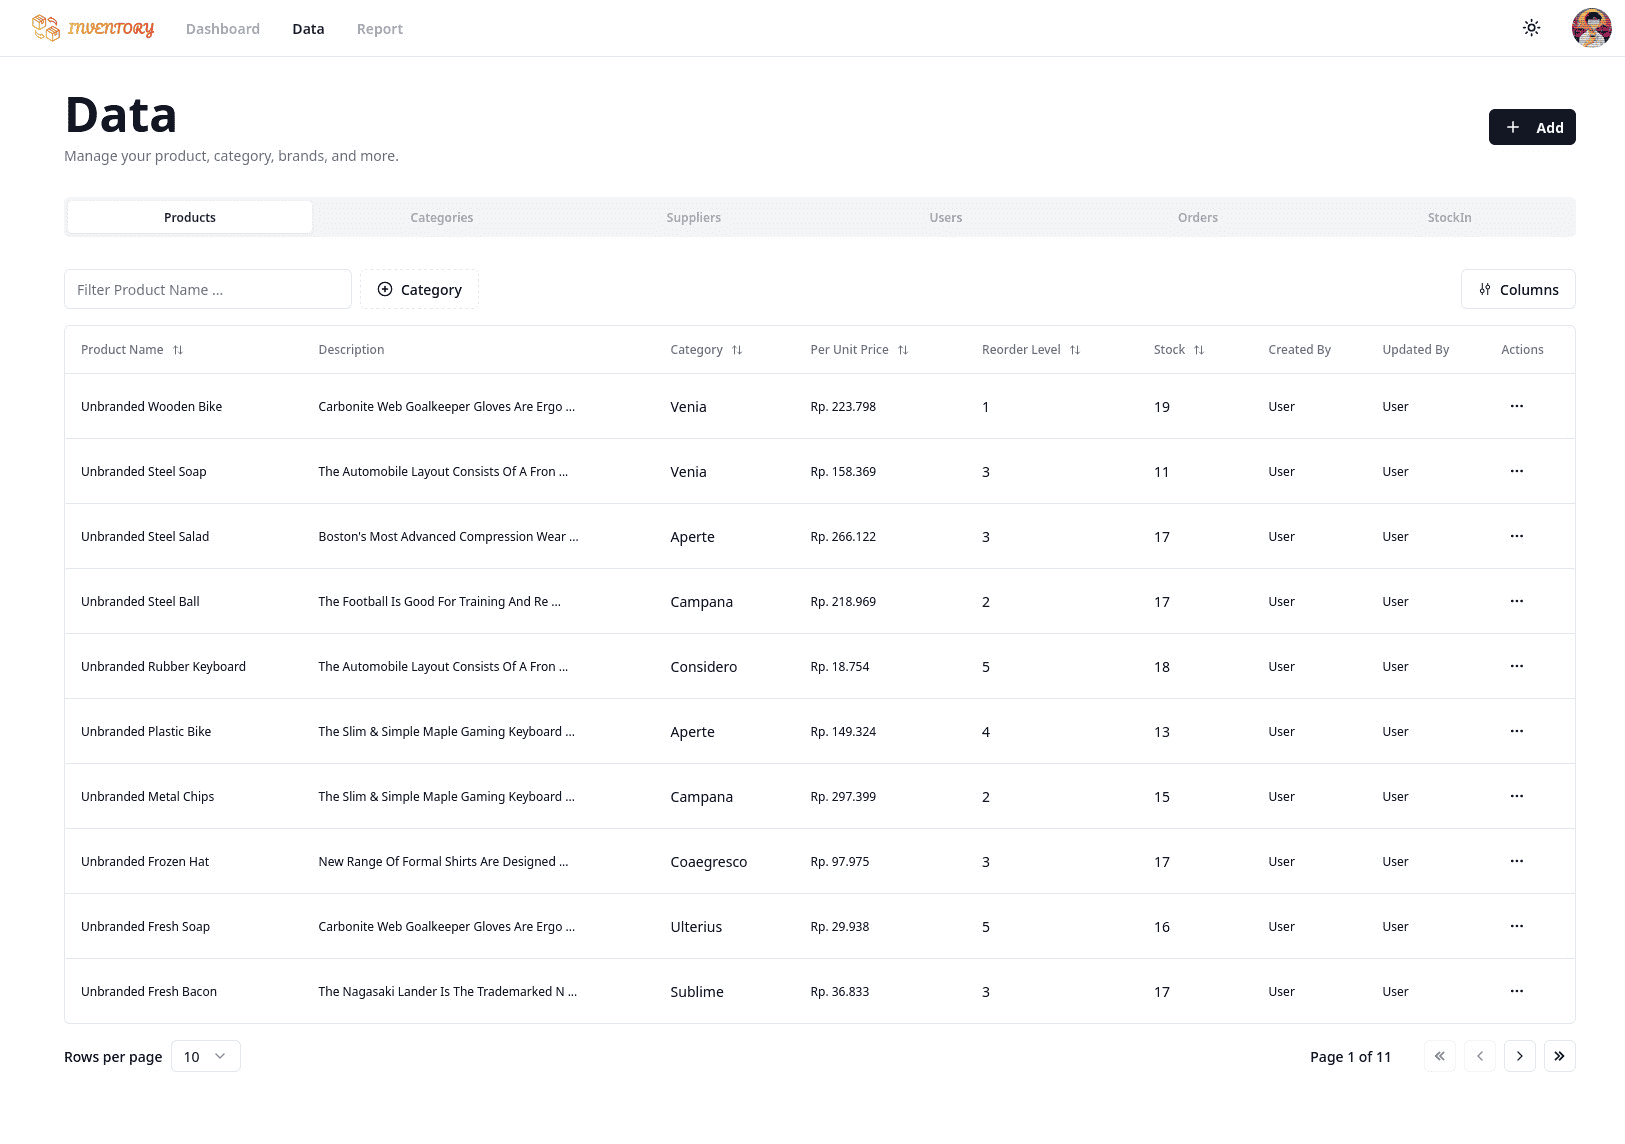 INVENTORY Dashboard Data Report
Data
Add
Manage your product, category, brands, and more.
Products Categories Suppliers Users Orders StockIn
Filter Product Name ... Category Columns
Product Name Description Category Per Unit Price Reorder Level Stock Created By Updated By Actions
Unbranded Wooden Bike Carbonite Web Goalkeeper Gloves Are Ergo ... Venia Rp. 223.798 1 19 User User ...
Unbranded Steel Soap The Automobile Layout Consists Of A Fron ... Venia Rp. 158.369 3 11 User User ...
Unbranded Steel Salad Boston's Most Advanced Compression Wear ... Aperte Rp. 266.122 3 17 User User ...
Unbranded Steel Ball The Football Is Good For Training And Re ... Campana Rp. 218.969 2 17 User User ...
Unbranded Rubber Keyboard The Automobile Layout Consists Of A Fron ... Considero Rp. 18.754 5 18 User User ...
Unbranded Plastic Bike The Slim & Simple Maple Gaming Keyboard ... Aperte Rp. 149.324 4 13 User User ...
Unbranded Metal Chips The Slim & Simple Maple Gaming Keyboard ... Campana Rp. 297.399 2 15 User User ...
Unbranded Frozen Hat New Range Of Formal Shirts Are Designed ... Coaegresco Rp. 97.975 3 17 User User ...
Unbranded Fresh Soap Carbonite Web Goalkeeper Gloves Are Ergo ... Ulterius Rp. 29.938 5 16 User User ...
Unbranded Fresh Bacon The Nagasaki Lander Is The Trademarked N ... Sublime Rp. 36.833 3 17 User User ...
Rows per page 10 Page 1 of 11